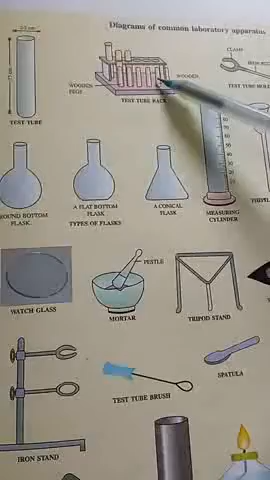 Diagrams of common laboratory apparatus
CLAMP
WOODEN
WOODEN
PEGS
TEST TUBE
TEST TUBE RACK
ROUND BOTTOM
FLASK
A FLAT BOTTOM
FLASK
TYPES OF FLASKS
A CONICAL
FLASK
MEASURING
CYLINDER
WATCH GLASS
PESTLE
MORTAR
TRIPOD STAND
SPATULA
TEST TUBE BRUSH
IRON STAND